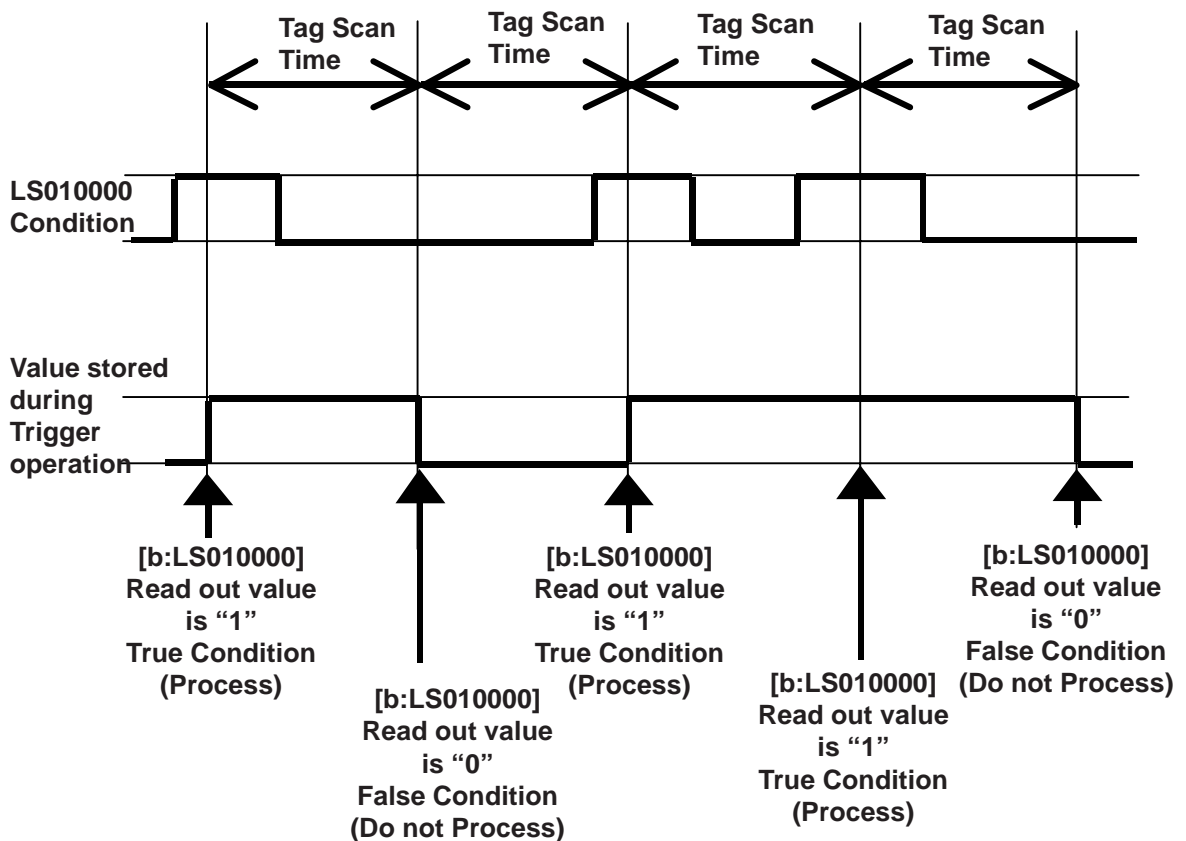 Tag Scan
Time
Tag Scan
Time
Tag Scan
Time
Tag Scan
Time
LS010000
Condition
Value stored
during
Trigger
operation
[b:LS010000]
Read out value
is “1”
True Condition
(Process)
[b:LS010000]
Read out value
is “0”
False Condition
(Do not Process)
[b:LS010000]
Read out value
is “1”
True Condition
(Process)
[b:LS010000]
Read out value
is “1”
True Condition
(Process)
[b:LS010000]
Read out value
is “0”
False Condition
(Do not Process)